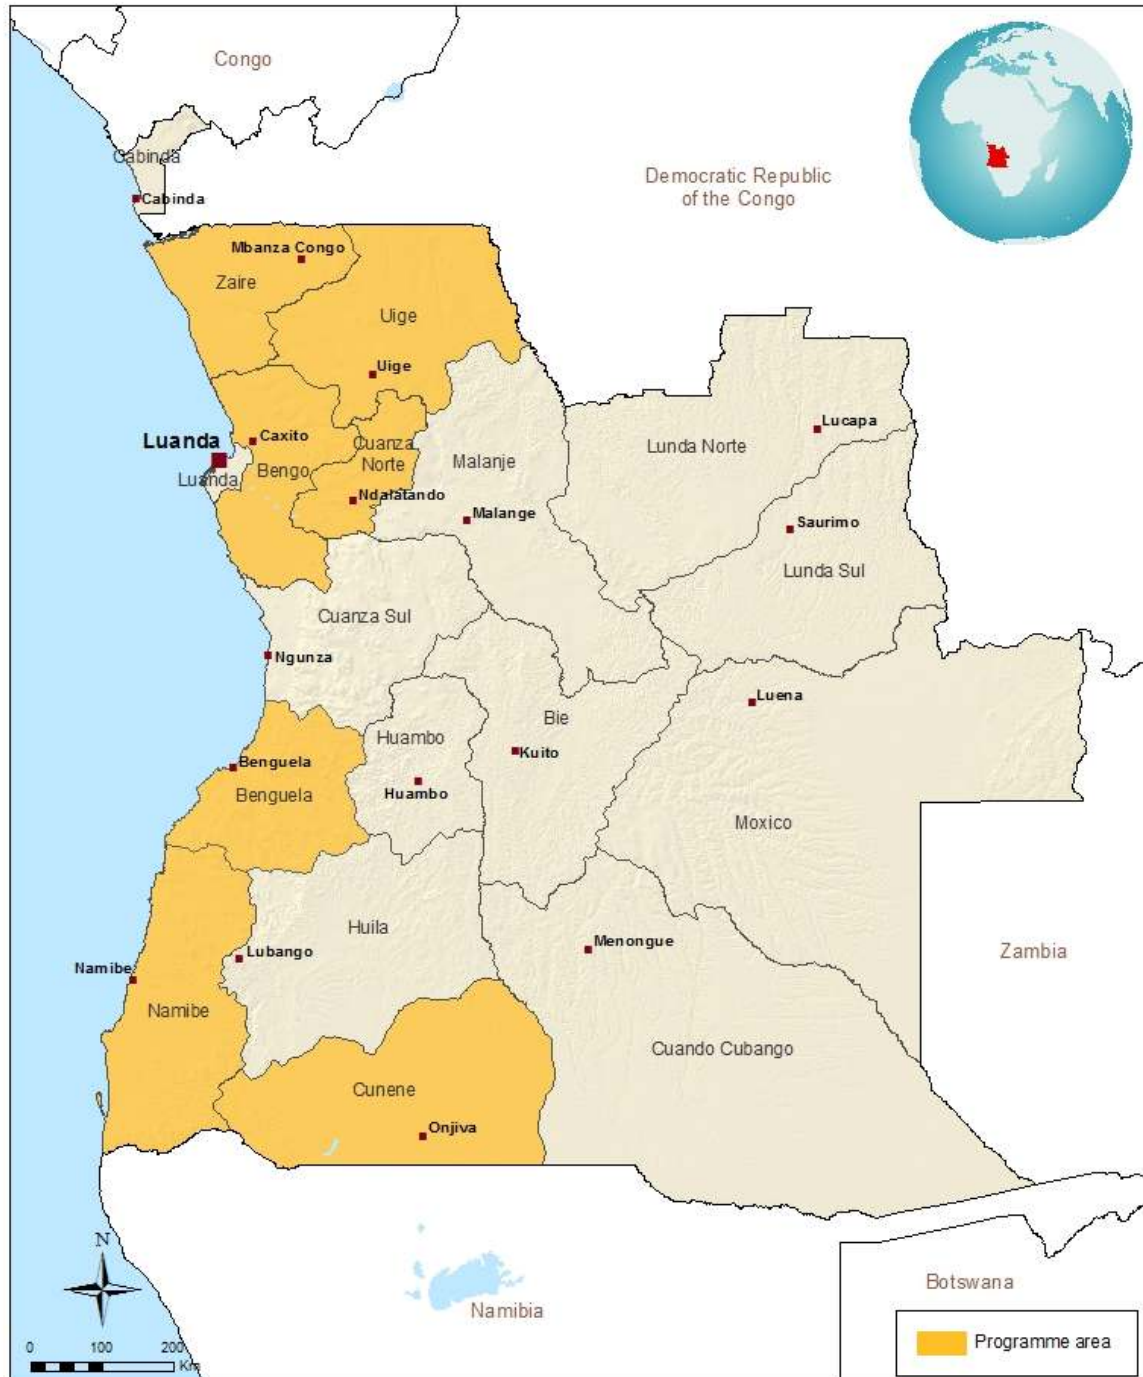 Congo
Cabinda
Cabinda
Democratic Republic
of the Congo
Mbanza Congo
Zaire
Uige
Uige
Luanda
Luanda
Caxito
Bengo
Cuanza
Norte
Ndalatando
Malanje
Malange
Lunda Norte
Lucapa
Saurimo
Lunda Sul
Cuanza Sul
Ngunza
Luena
Bie
Kuito
Huambo
Huambo
Benguela
Benguela
Moxico
Huila
Lubango
Menongue
Zambia
Namibe
Namibe
Cuando Cubango
Cunene
Onjiva
N
Namibia
Botswana
Programme area
0 100 200
Km